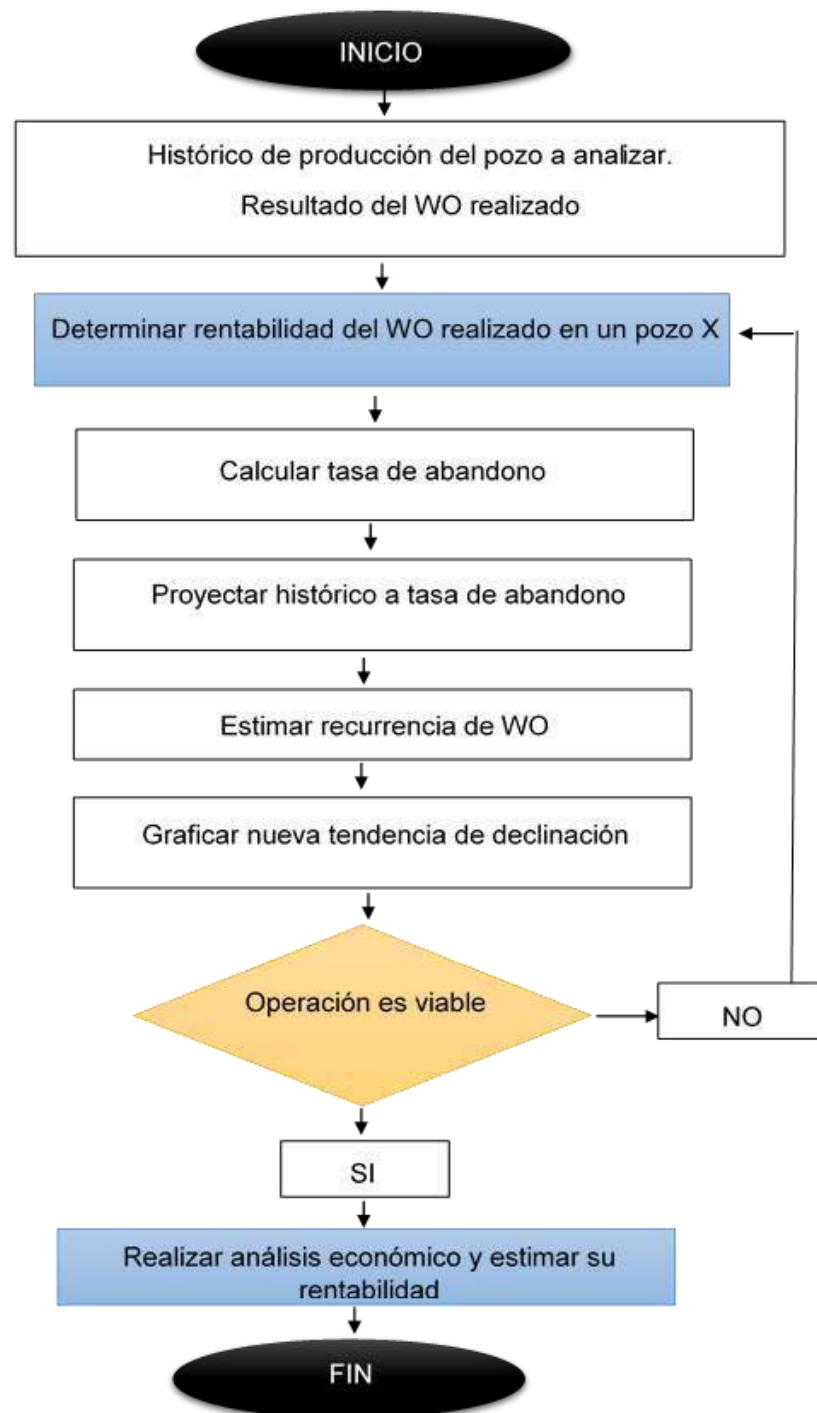 INICIO
Histórico de producción del pozo a analizar.
Resultado del WO realizado
Determinar rentabilidad del WO realizado en un pozo X
Calcular tasa de abandono
Proyectar histórico a tasa de abandono
Estimar recurrencia de WO
Graficar nueva tendencia de declinación
Operación es viable
NO
SI
Realizar análisis económico y estimar su
rentabilidad
FIN